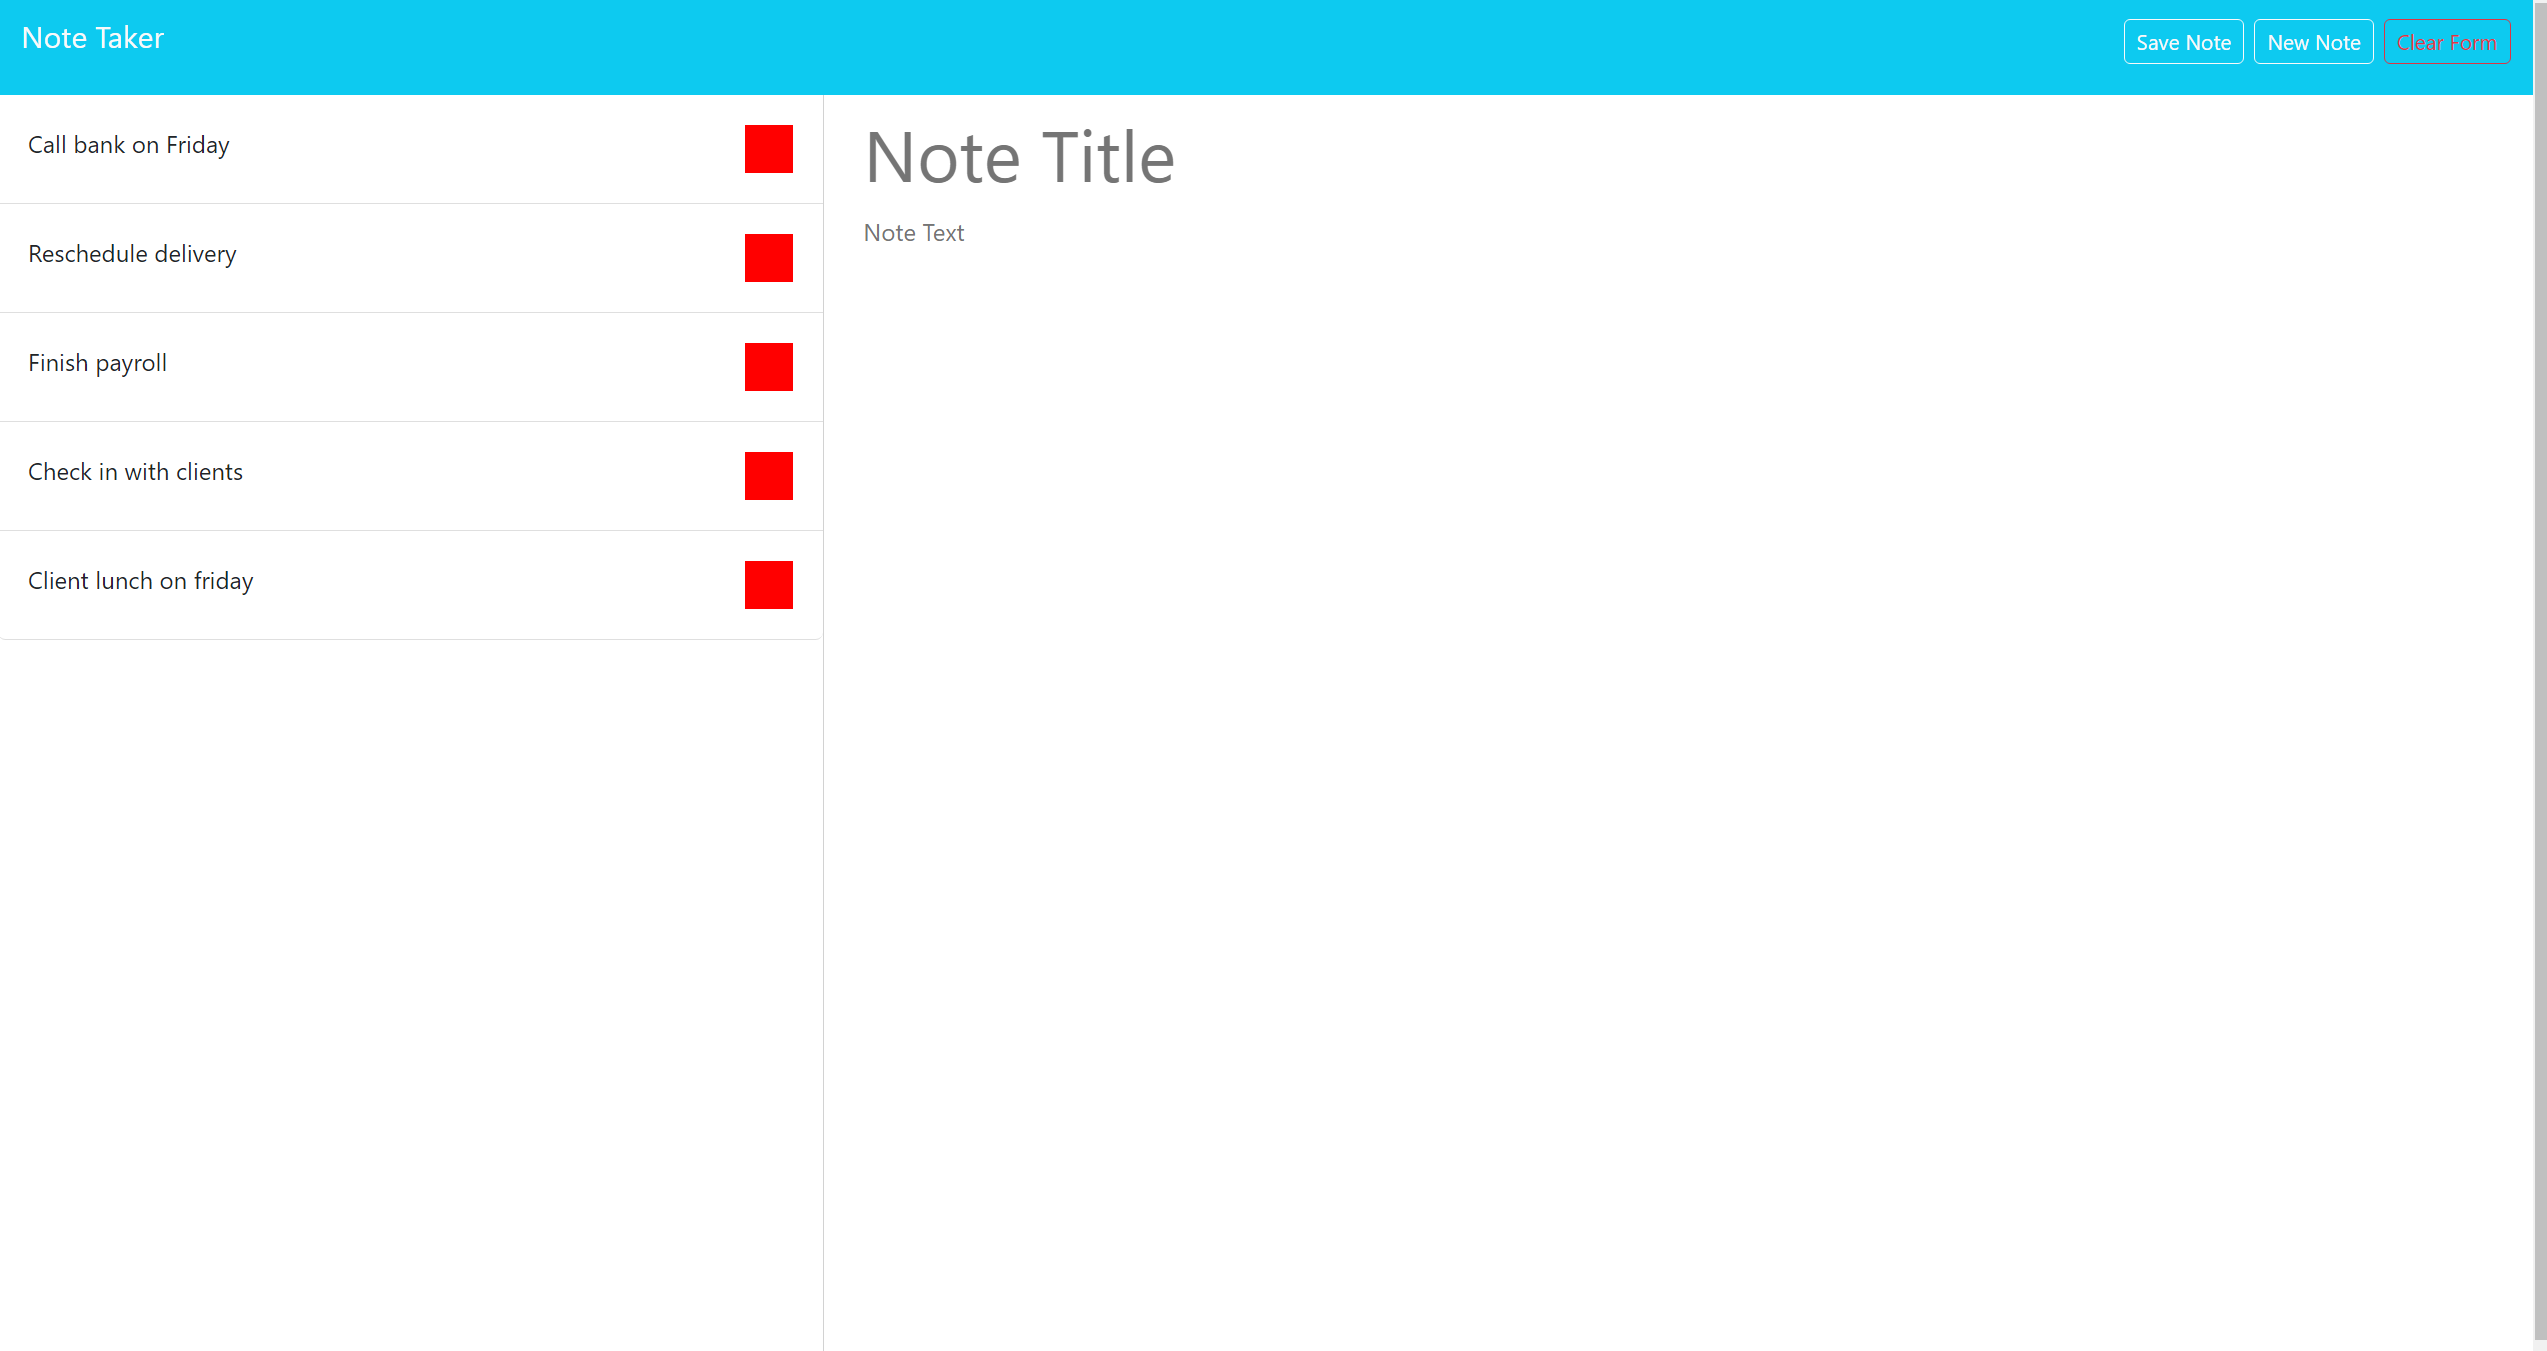 Note Taker
Save Note
New Note
Clear Form
Call bank on Friday
Reschedule delivery
Finish payroll
Check in with clients
Client lunch on friday
Note Title
Note Text